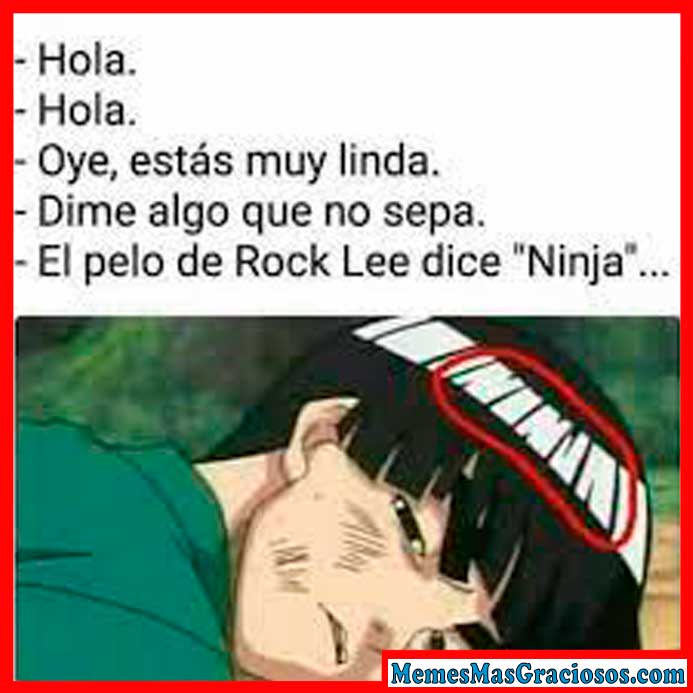 - Hola.
- Hola.
- Oye, estás muy linda.
- Dime algo que no sepa.
- El pelo de Rock Lee dice "Ninja"...
NINJA
MemesMasGraciosos.com